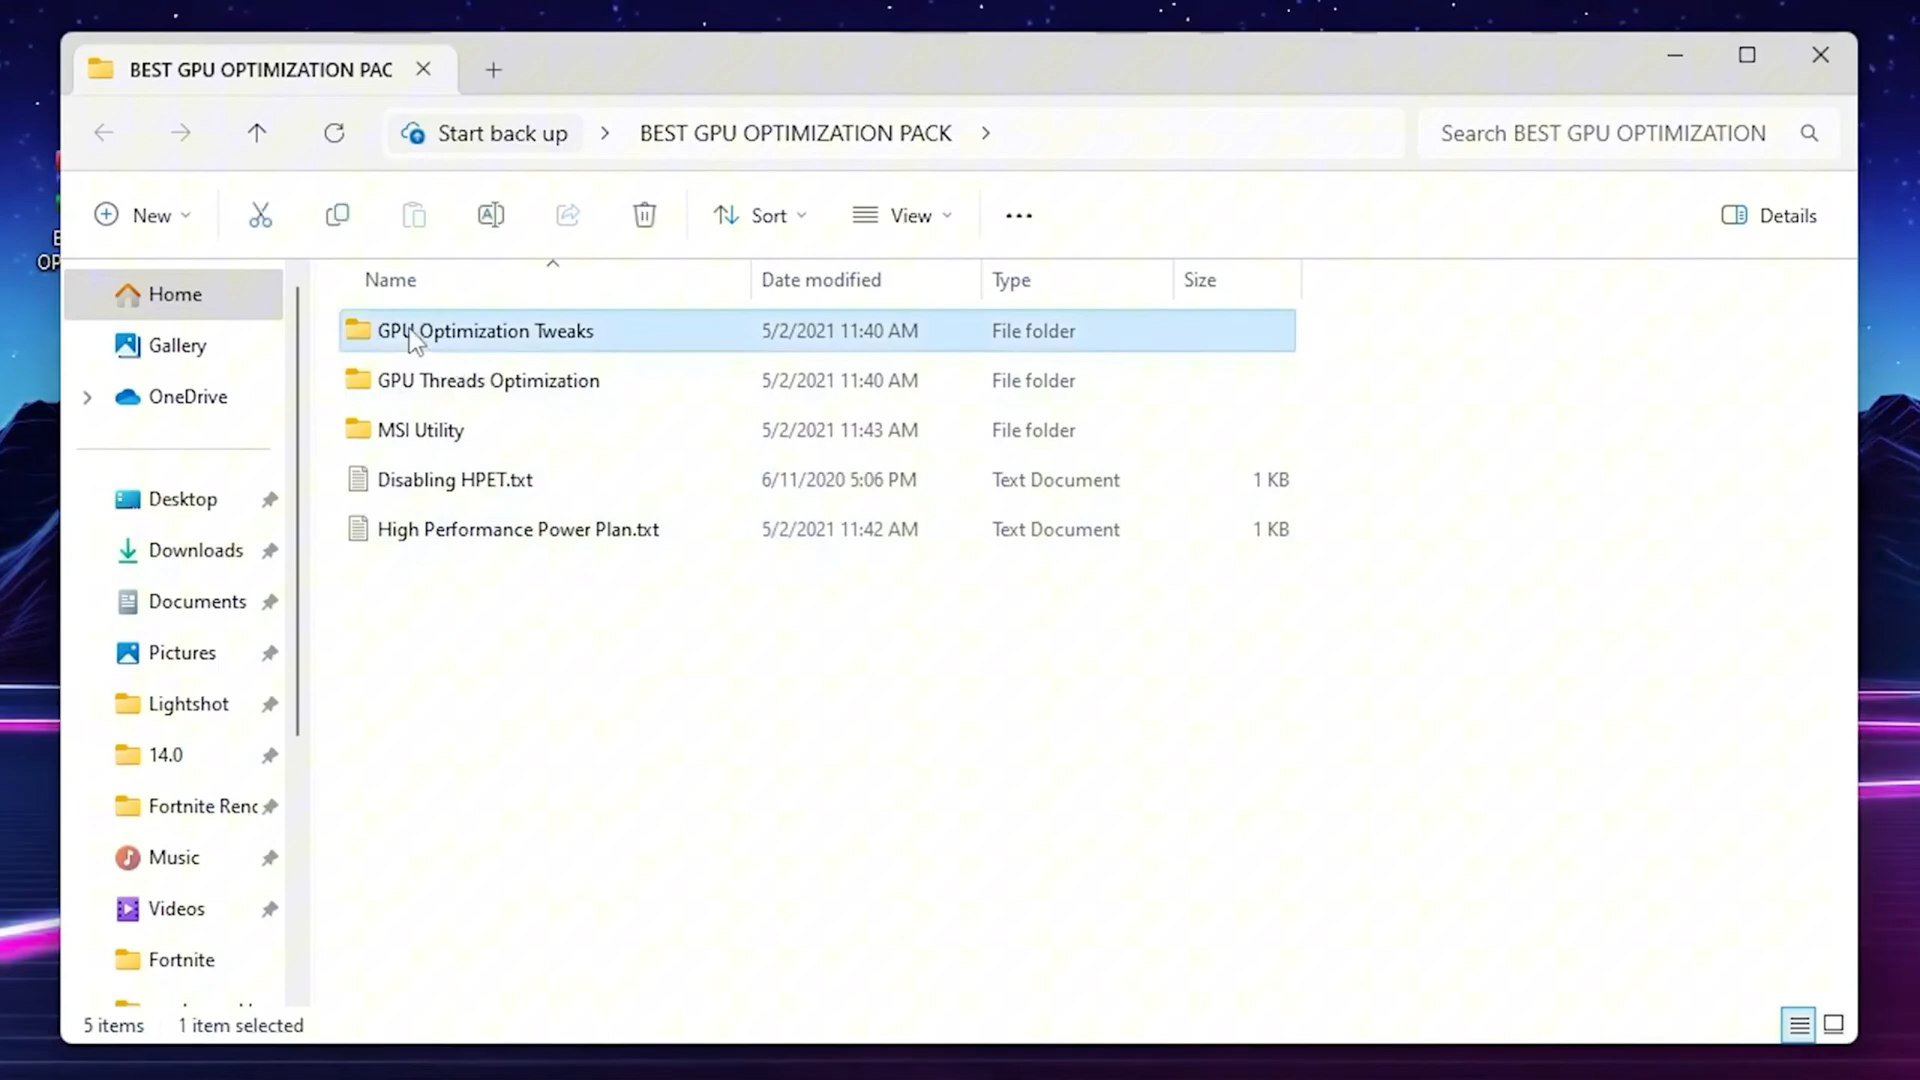 BEST GPU OPTIMIZATION PAC
Start back up
BEST GPU OPTIMIZATION PACK
Search BEST GPU OPTIMIZATION
New
Sort
View
Details
Name
Date modified
Type
Size
Home
Gallery
OneDrive
Desktop
Downloads
Documents
Pictures
Lightshot
14.0
Fortnite Renc
Music
Videos
Fortnite
GPU Optimization Tweaks 5/2/2021 11:40 AM File folder
GPU Threads Optimization 5/2/2021 11:40 AM File folder
MSI Utility 5/2/2021 11:43 AM File folder
Disabling HPET.txt 6/11/2020 5:06 PM Text Document 1 KB
High Performance Power Plan.txt 5/2/2021 11:42 AM Text Document 1 KB
5 items 1 item selected